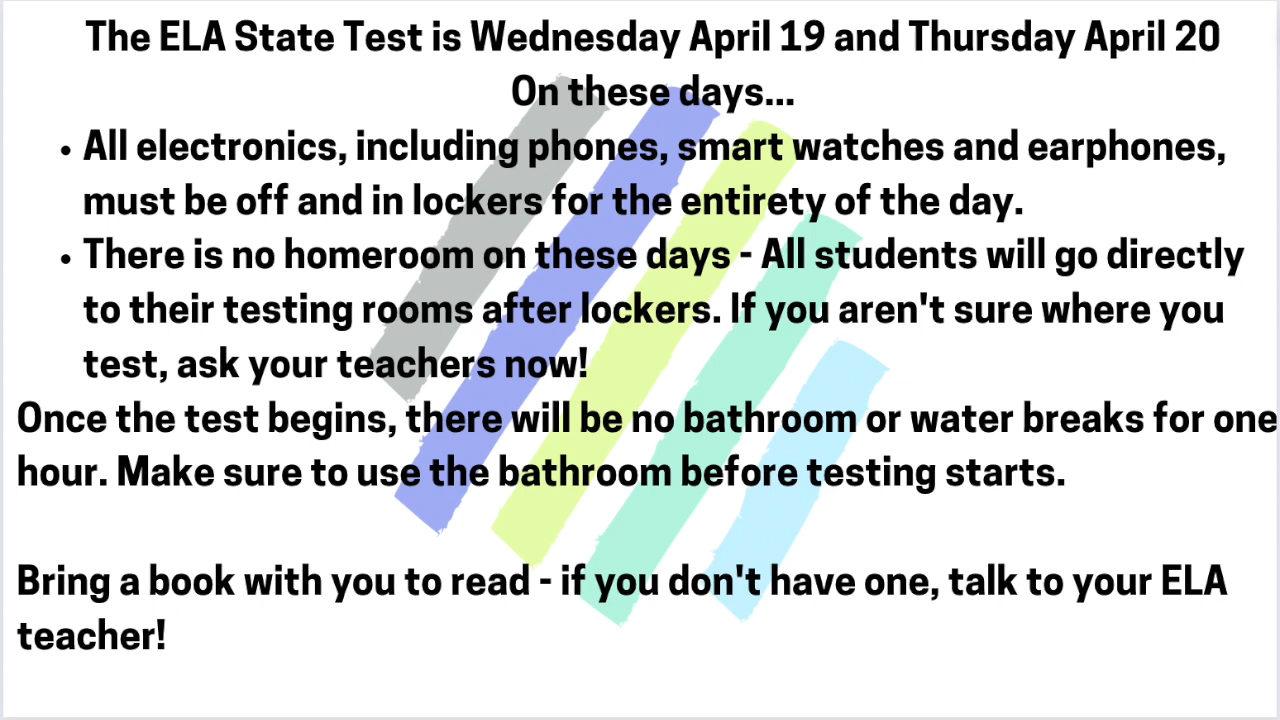 The ELA State Test is Wednesday April 19 and Thursday April 20
On these days...
• All electronics, including phones, smart watches and earphones,
must be off and in lockers for the entirety of the day.
• There is no homeroom on these days - All students will go directly
to their testing rooms after lockers. If you aren't sure where you
test, ask your teachers now!
Once the test begins, there will be no bathroom or water breaks for one
hour. Make sure to use the bathroom before testing starts.
Bring a book with you to read - if you don't have one, talk to your ELA
teacher!